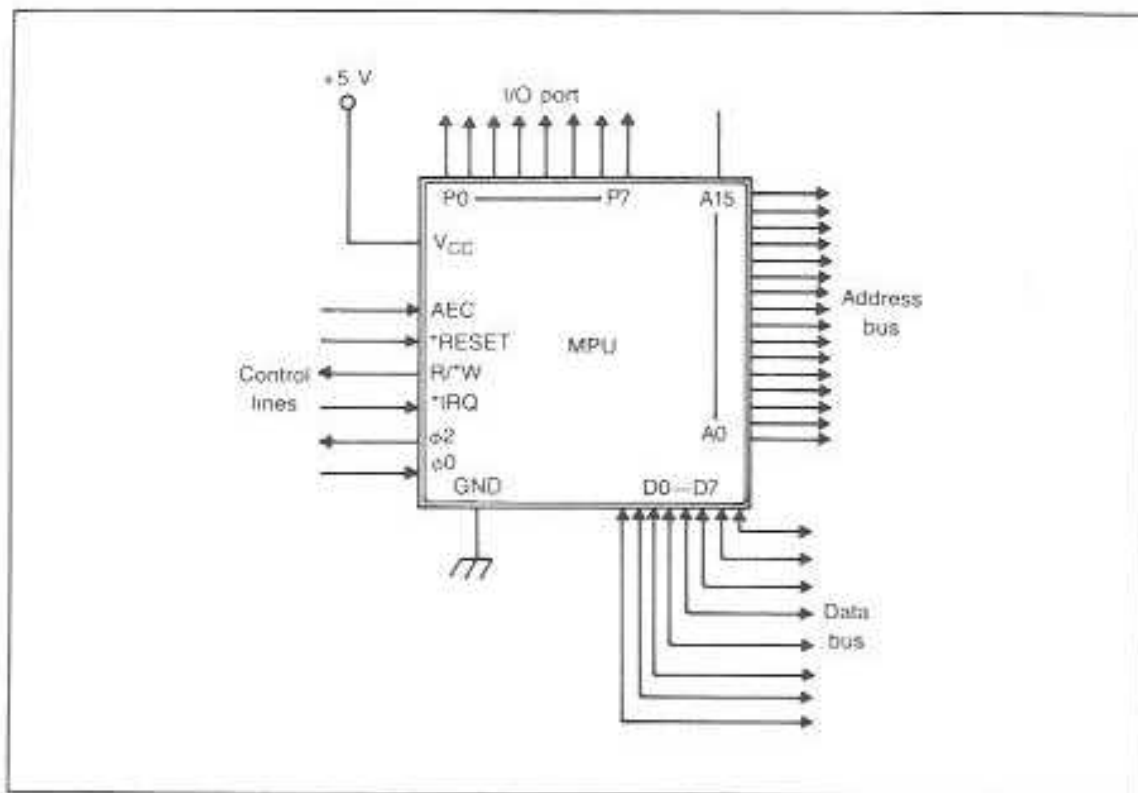 +5 V
I/O port
P0
P7
A15
VCC
AEC
*RESET
MPU
Address
bus
R/*W
Control
lines
*IRQ
φ2
A0
φ0
GND
D0—D7
Data
bus